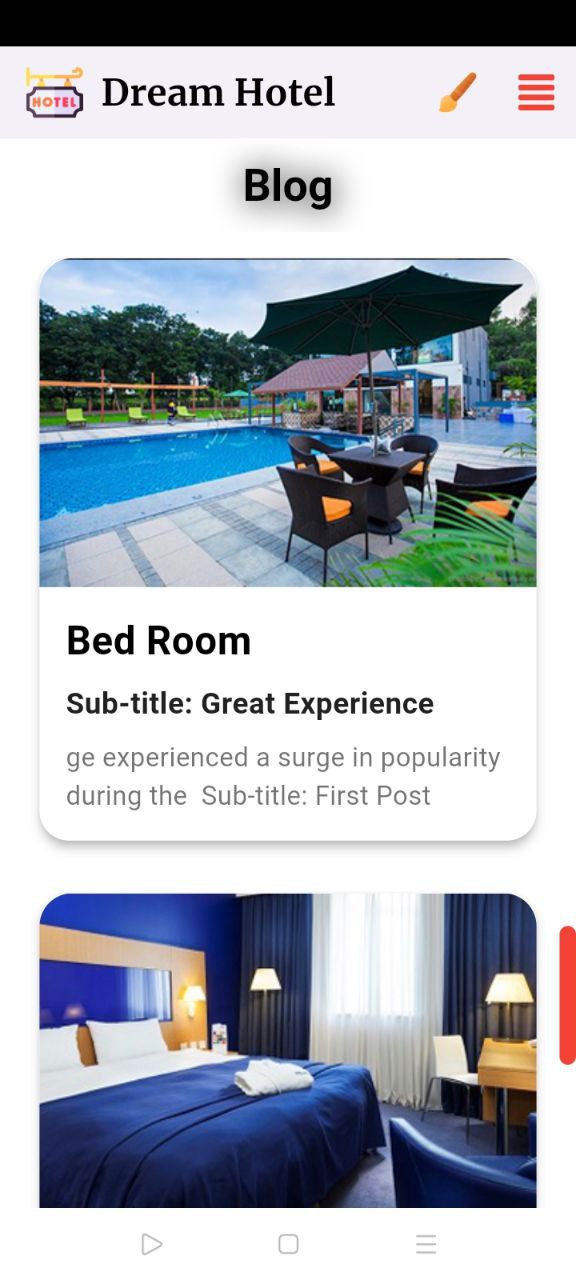 HOTEL
Dream Hotel
Blog
Bed Room
Sub-title: Great Experience
ge experienced a surge in popularity
during the  Sub-title: First Post